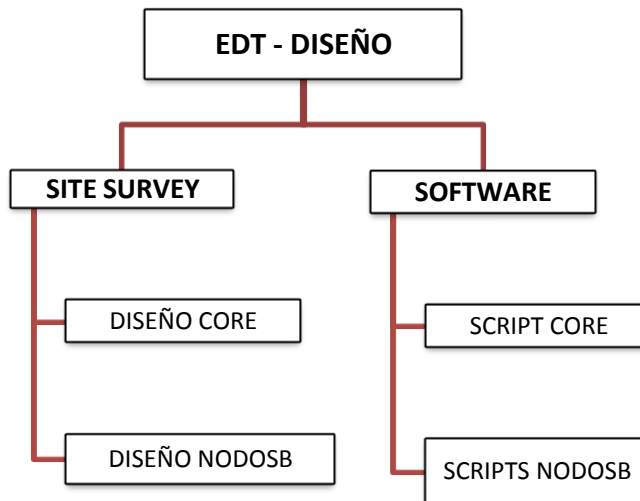 EDT - DISEÑO
SITE SURVEY
SOFTWARE
DISEÑO CORE
SCRIPT CORE
DISEÑO NODOSB
SCRIPTS NODOSB